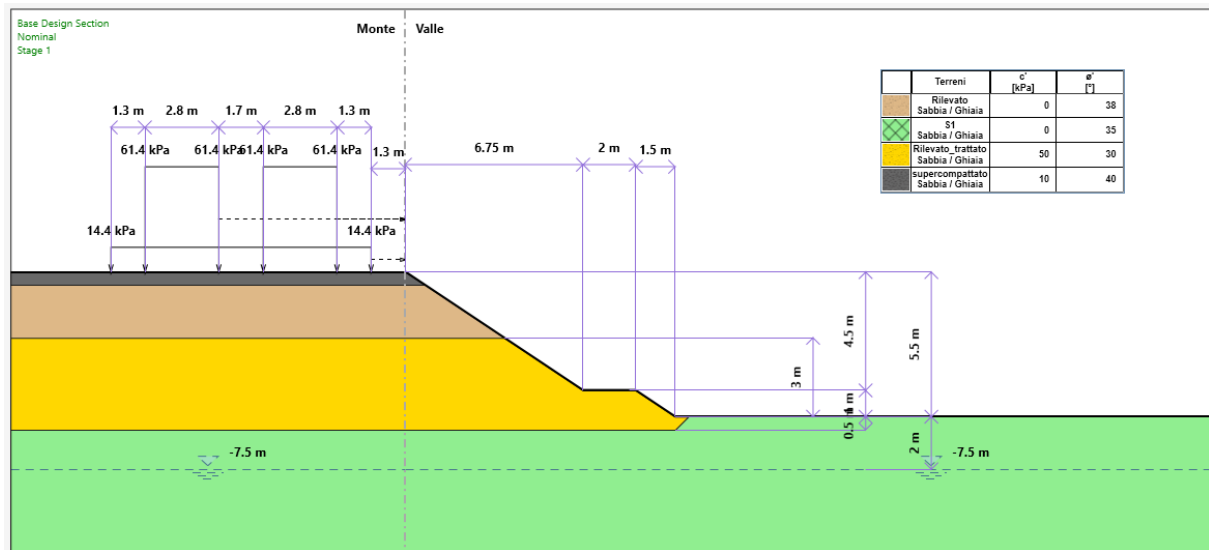 Base Design Section
Nominal
Stage 1
Monte
Valle
1.3 m
2.8 m
1.7 m
2.8 m
1.3 m
61.4 kPa
61.4 kPa
61.4 kPa
61.4 kPa
1.3 m
6.75 m
2 m
1.5 m
14.4 kPa
14.4 kPa
Terreni c' [kPa] ø' [°]
Rilevato
Sabbia / Ghiaia 0 38
S1
Sabbia / Ghiaia 0 35
Rilevato_trattato
Sabbia / Ghiaia 50 30
supercompattato
Sabbia / Ghiaia 10 40
4.5 m
5.5 m
3 m
1 m
0.5 m
2 m
-7.5 m
-7.5 m